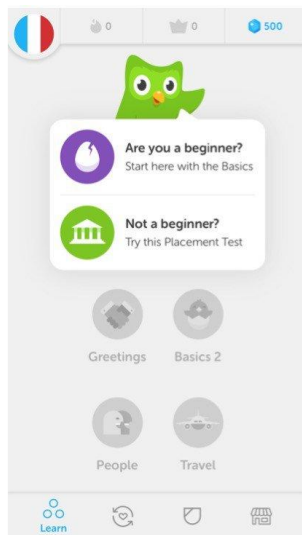 0
0
500
Are you a beginner?
Start here with the Basics
Not a beginner?
Try this Placement Test
Greetings
Basics 2
People
Travel
Learn